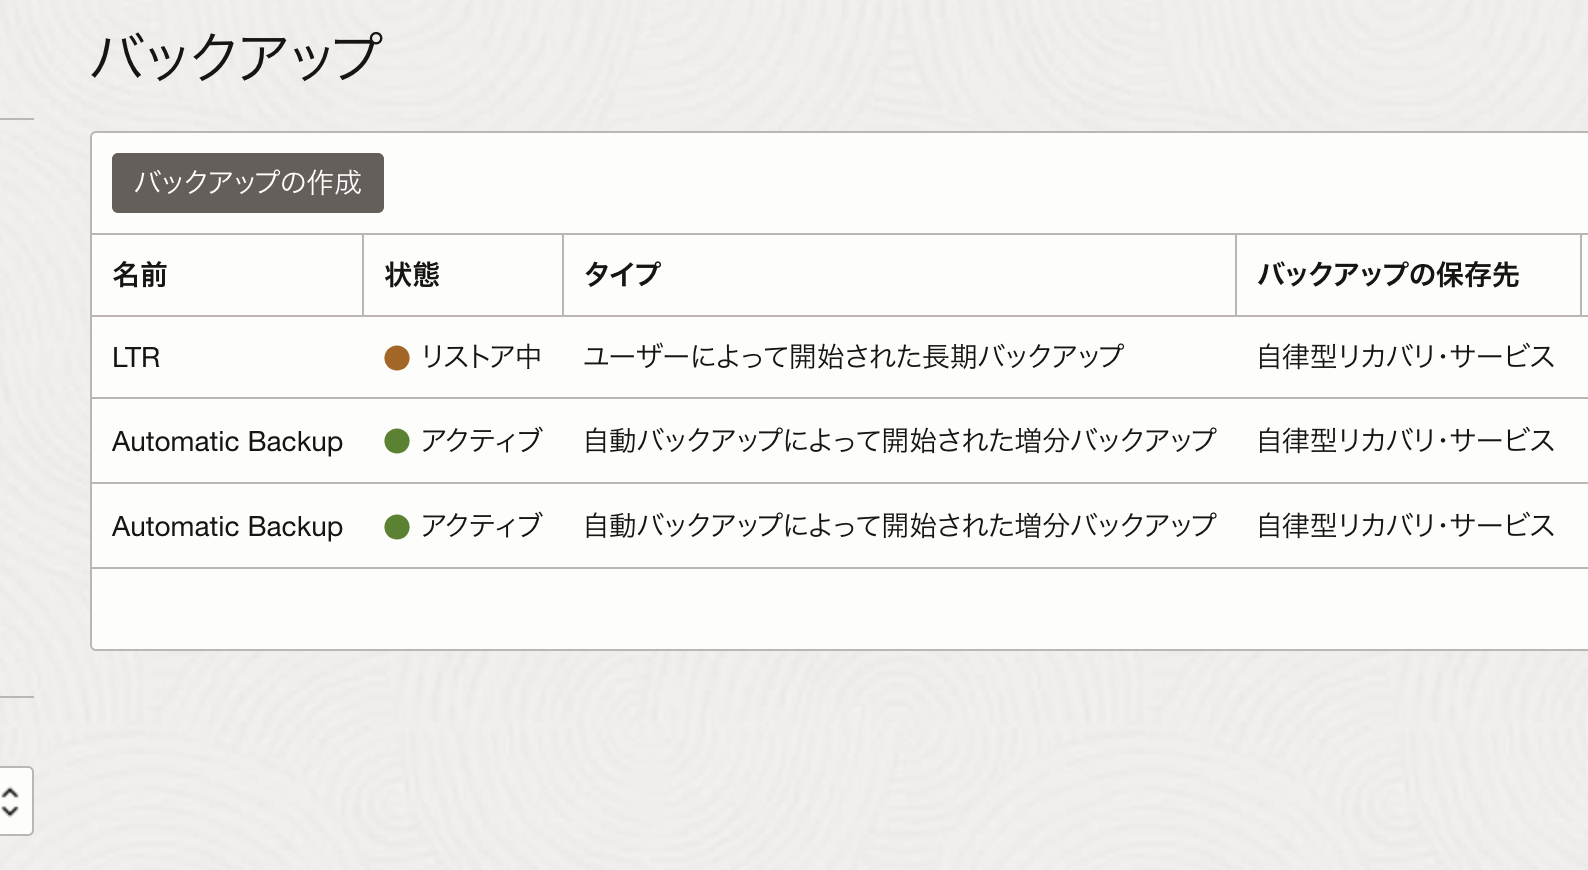 バックアップ
バックアップの作成
名前 状態 タイプ バックアップの保存先
LTR リストア中 ユーザーによって開始された長期バックアップ 自律型リカバリ・サービス
Automatic Backup アクティブ 自動バックアップによって開始された増分バックアップ 自律型リカバリ・サービス
Automatic Backup アクティブ 自動バックアップによって開始された増分バックアップ 自律型リカバリ・サービス